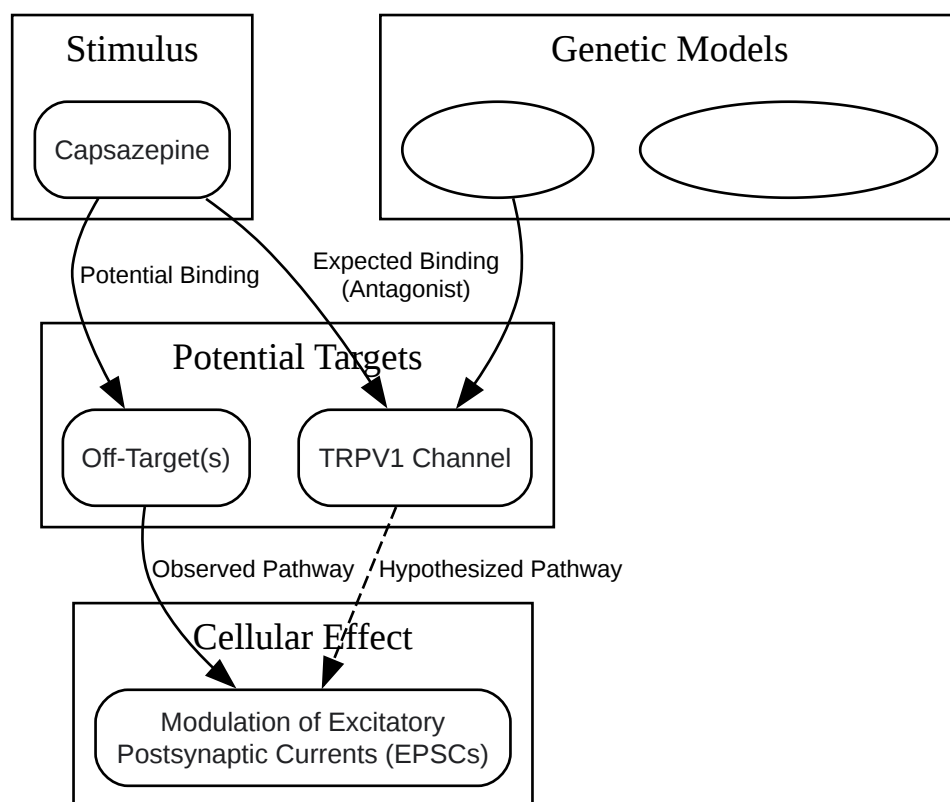 Stimulus
Genetic Models
Capsazepine
Potential Binding
Expected Binding
(Antagonist)
Potential Targets
Off-Target(s)
TRPV1 Channel
Observed Pathway
Hypothesized Pathway
Cellular Effect
Modulation of Excitatory
Postsynaptic Currents (EPSCs)